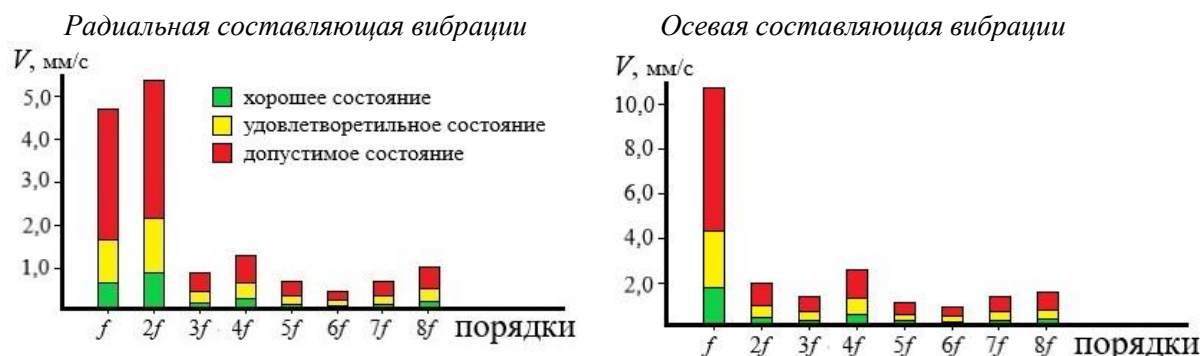 Радиальная составляющая вибрации
V, мм/с
5,0
4,0
3,0
2,0
1,0
хорошее состояние
удовлетворетильное состояние
допустимое состояние
f 2f 3f 4f 5f 6f 7f 8f порядки
Осевая составляющая вибрации
V, мм/с
10,0
8,0
6,0
4,0
2,0
f 2f 3f 4f 5f 6f 7f 8f порядки